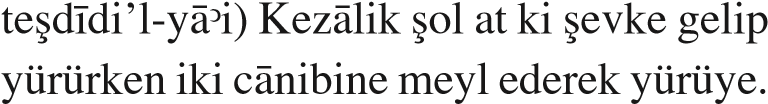 teşdīdi’l-yāʾi) Kezālik şol at ki şevke gelip
yürürken iki cānibine meyl ederek yürüye.